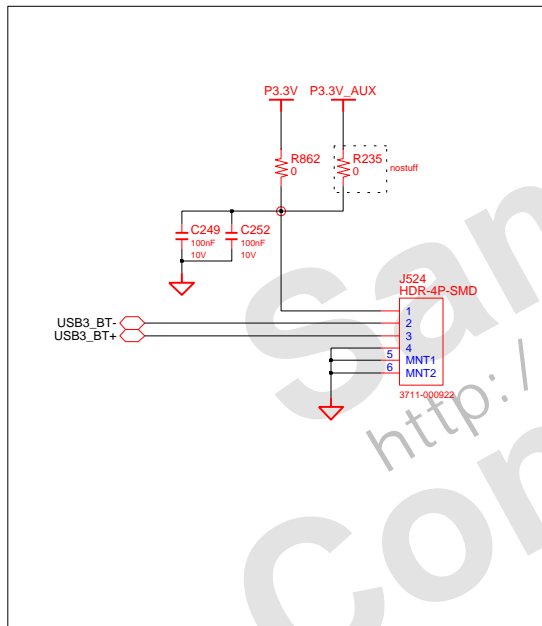 P3.3V P3.3V_AUX
R862
0
R235
0
nostuff
C249
100nF
10V
C252
100nF
10V
J524
HDR-4P-SMD
USB3_BT-
USB3_BT+
1
2
3
4
5 MNT1
6 MNT2
3711-000922
http:/